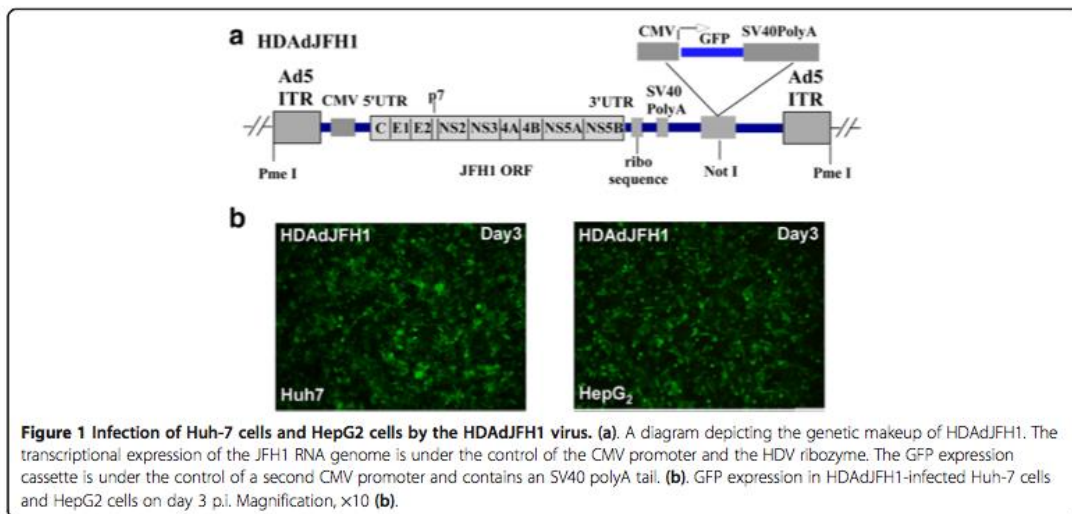 a HDAdJFH1
CMV GFP SV40PolyA
Ad5
ITR
CMV 5'UTR p7
3'UTR
SV40
PolyA
Ad5
ITR
C E1 E2 NS2 NS3 4A 4B NS5A NS5B
Pme I
JFH1 ORF
ribo
sequence
Not I
Pme I
b
HDAdJFH1 Day3
Huh7
HDAdJFH1 Day3
HepG₂
Figure 1 Infection of Huh-7 cells and HepG2 cells by the HDAdJFH1 virus. (a). A diagram depicting the genetic makeup of HDAdJFH1. The
transcriptional expression of the JFH1 RNA genome is under the control of the CMV promoter and the HDV ribozyme. The GFP expression
cassette is under the control of a second CMV promoter and contains an SV40 polyA tail. (b). GFP expression in HDAdJFH1-infected Huh-7 cells
and HepG2 cells on day 3 p.i. Magnification, ×10 (b).